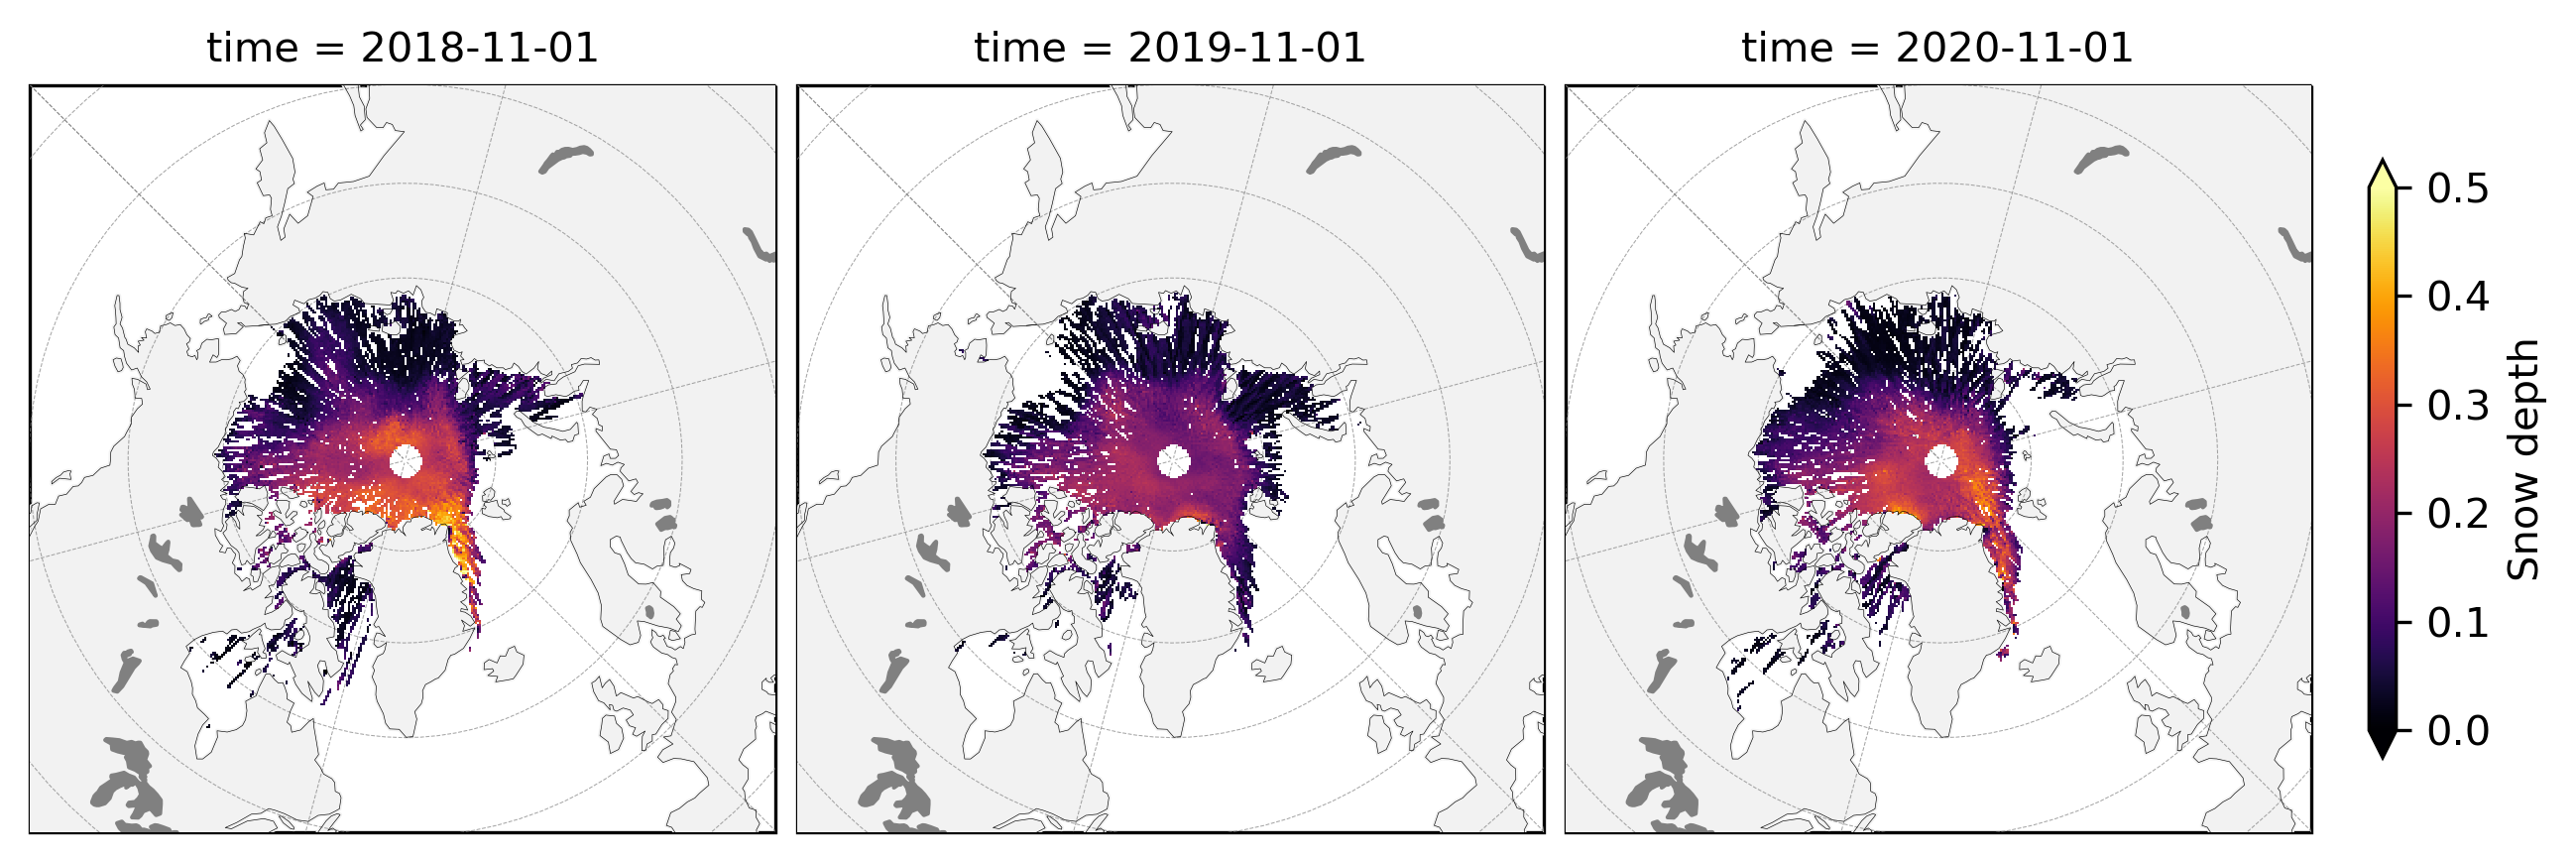 time = 2018-11-01
time = 2019-11-01
time = 2020-11-01
0.5
0.4
0.3
0.2
0.1
0.0
Snow depth